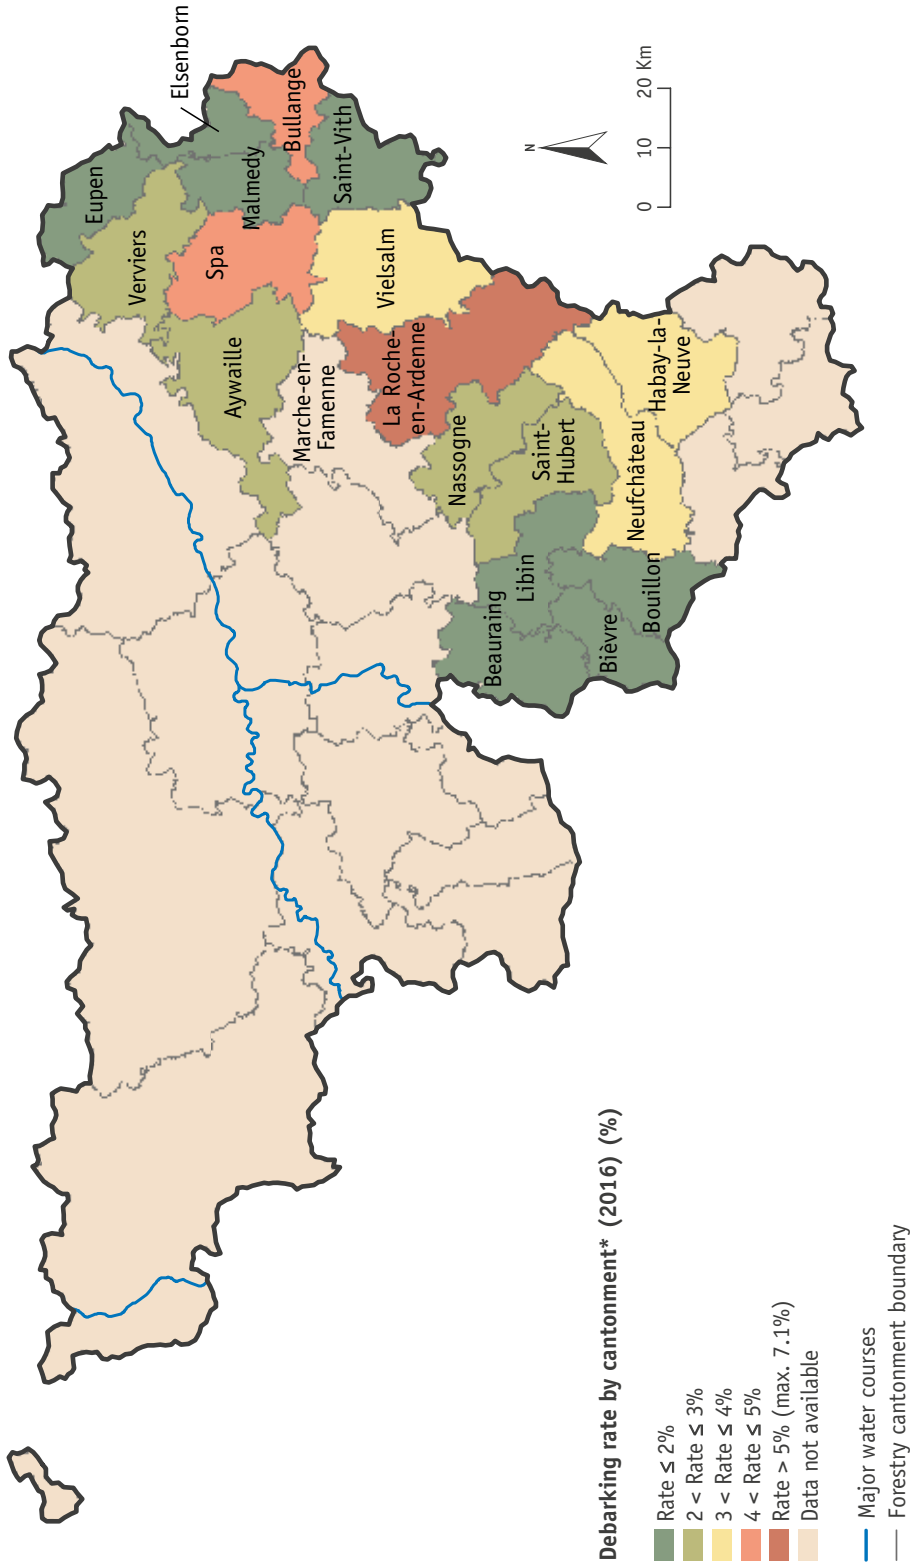 Elsenborn
Eupen
Bullange
Malmedy
Saint-Vith
Verviers
Spa
Vielsalm
Aywaille
Marche-en-
Famenne
La Roche-
en-Ardenne
Habay-la-
Neuve
Nassogne
Saint-
Hubert
Neufchâteau
Libin
Beauraing
Bièvre
Bouillon
N
0 10 20 Km
Debarking rate by cantonment* (2016) (%)
Rate ≤ 2%
2 < Rate ≤ 3%
3 < Rate ≤ 4%
4 < Rate ≤ 5%
Rate > 5% (max. 7.1%)
Data not available
Major water courses
Forestry cantonment boundary